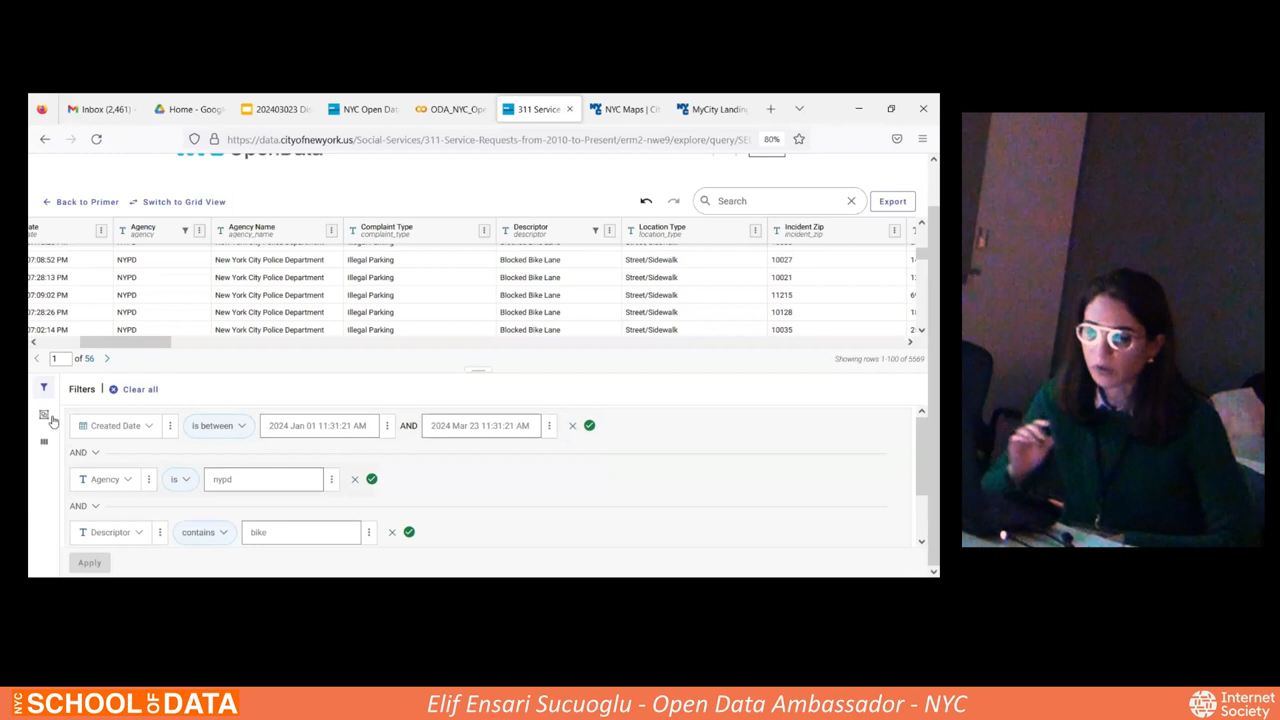 Inbox (2,461)
Home - Goog
202403023 Di
NYC Open Dat
ODA_NYC_Ope
311 Service
NYC Maps | Cit
MyCity Landin
https://data.cityofnewyork.us/Social-Services/311-Service-Requests-from-2010-to-Present/erm2-nwe9/explore/query/SE
80%
OpenData
Back to Primer
Switch to Grid View
Search
Export
ate Agency Agency Name Complaint Type Descriptor Location Type Incident Zip
ate agency agency_name complaint_type descriptor location_type incident_zip
07:08:52 PM NYPD New York City Police Department Illegal Parking Blocked Bike Lane Street/Sidewalk 10027
07:28:13 PM NYPD New York City Police Department Illegal Parking Blocked Bike Lane Street/Sidewalk 10021
07:09:02 PM NYPD New York City Police Department Illegal Parking Blocked Bike Lane Street/Sidewalk 11215
07:28:26 PM NYPD New York City Police Department Illegal Parking Blocked Bike Lane Street/Sidewalk 10128
07:02:14 PM NYPD New York City Police Department Illegal Parking Blocked Bike Lane Street/Sidewalk 10035
1 of 56
Showing rows 1-100 of 5569
Filters | Clear all
Created Date is between 2024 Jan 01 11:31:21 AM AND 2024 Mar 23 11:31:21 AM
AND
Agency is nypd
AND
Descriptor contains bike
Apply
NYC SCHOOL OF DATA
Elif Ensari Sucuoglu - Open Data Ambassador - NYC
Internet
Society